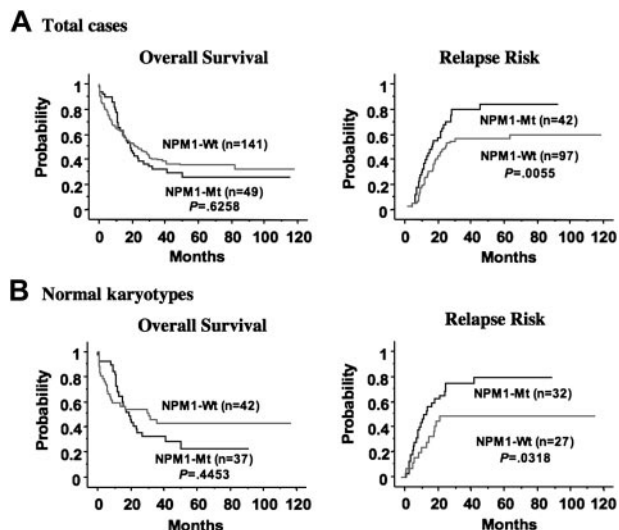 A Total cases
Overall Survival
Probability
1
0.8
0.6
0.4
0.2
0
NPM1-Wt (n=141)
NPM1-Mt (n=49)
P=.6258
0 20 40 60 80 100 120
Months
Relapse Risk
Probability
1
0.8
0.6
0.4
0.2
0
NPM1-Mt (n=42)
NPM1-Wt (n=97)
P=.0055
0 20 40 60 80 100 120
Months
B Normal karyotypes
Overall Survival
Probability
1
0.8
0.6
0.4
0.2
0
NPM1-Wt (n=42)
NPM1-Mt (n=37)
P=.4453
0 20 40 60 80 100 120
Months
Relapse Risk
Probability
1
0.8
0.6
0.4
0.2
0
NPM1-Mt (n=32)
NPM1-Wt (n=27)
P=.0318
0 20 40 60 80 100 120
Months